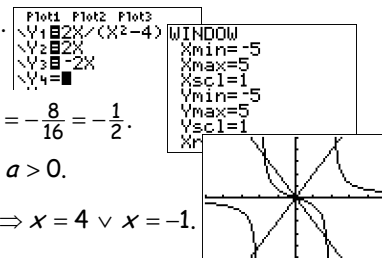 .
Plot1 Plot2 Plot3
\Y1=2X/(X²-4)
\Y2=2X
\Y3=-2X
\Y4=
WINDOW
Xmin=-5
Xmax=5
Xscl=1
Ymin=-5
Ymax=5
Yscl=1
= -8/16 = -1/2.
a > 0.
⇒ x = 4 ∨ x = -1.